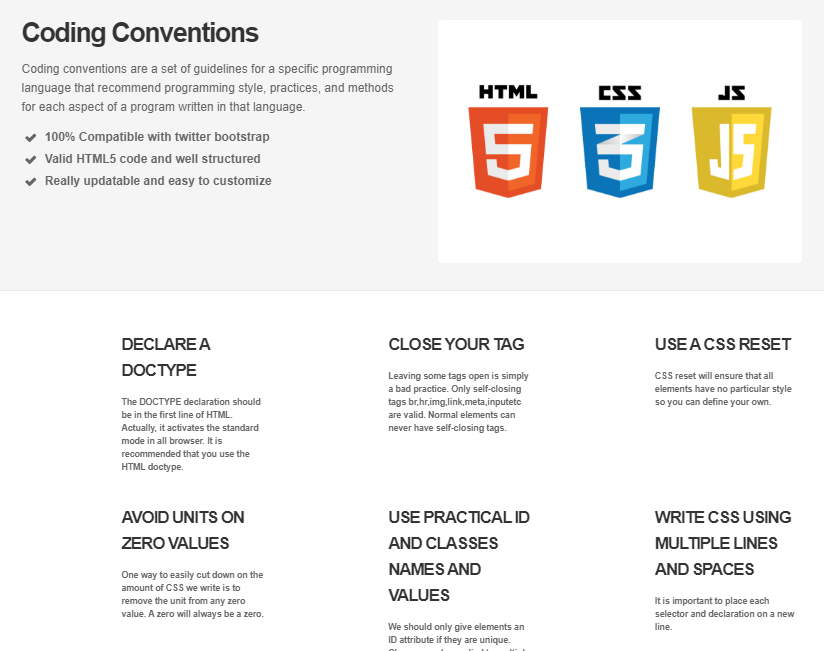 Coding Conventions
Coding conventions are a set of guidelines for a specific programming
language that recommend programming style, practices, and methods
for each aspect of a program written in that language.
100% Compatible with twitter bootstrap
Valid HTML5 code and well structured
Really updatable and easy to customize
HTML CSS JS
5 3 JS
DECLARE A
DOCTYPE
The DOCTYPE declaration should
be in the first line of HTML.
Actually, it activates the standard
mode in all browser. It is
recommended that you use the
HTML doctype.
CLOSE YOUR TAG
Leaving some tags open is simply
a bad practice. Only self-closing
tags br,hr,img,link,meta,inputetc
are valid. Normal elements can
never have self-closing tags.
USE A CSS RESET
CSS reset will ensure that all
elements have no particular style
so you can define your own.
AVOID UNITS ON
ZERO VALUES
One way to easily cut down on the
amount of CSS we write is to
remove the unit from any zero
value. A zero will always be a zero.
USE PRACTICAL ID
AND CLASSES
NAMES AND
VALUES
We should only give elements an
ID attribute if they are unique.
WRITE CSS USING
MULTIPLE LINES
AND SPACES
It is important to place each
selector and declaration on a new
line.